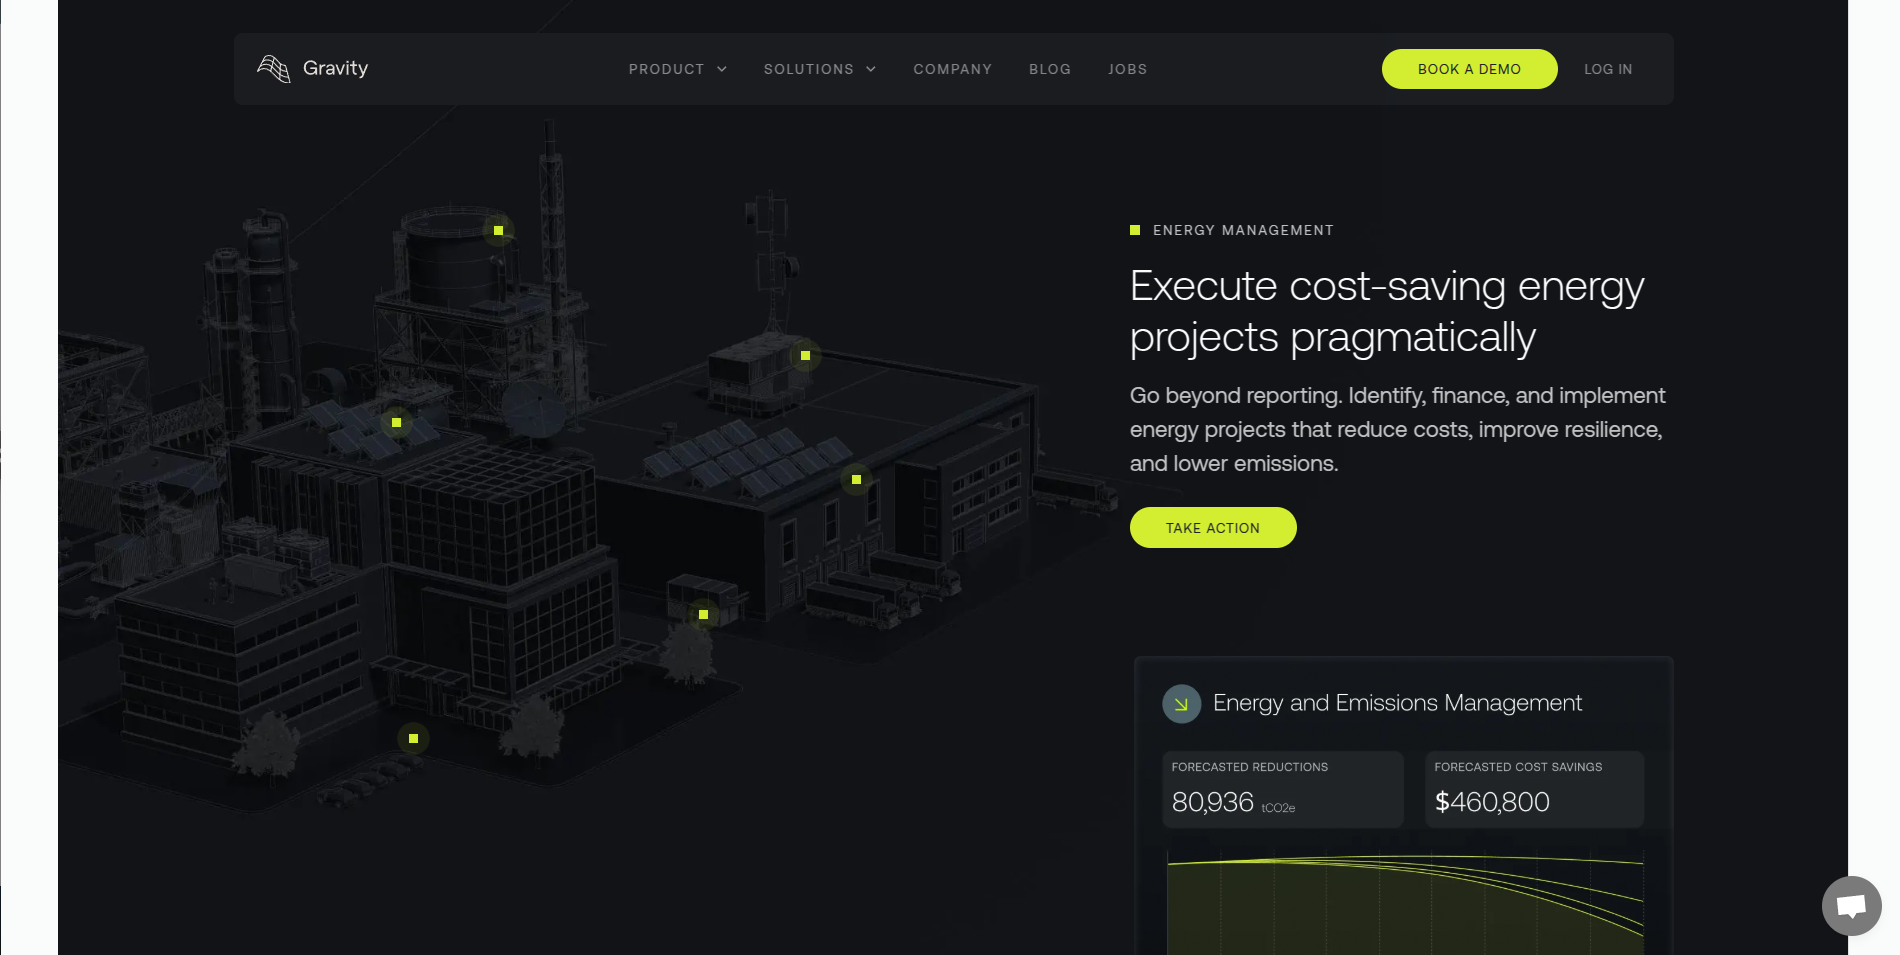 Gravity
PRODUCT
SOLUTIONS
COMPANY
BLOG
JOBS
BOOK A DEMO
LOG IN
ENERGY MANAGEMENT
Execute cost-saving energy
projects pragmatically
Go beyond reporting. Identify, finance, and implement
energy projects that reduce costs, improve resilience,
and lower emissions.
TAKE ACTION
Energy and Emissions Management
FORECASTED REDUCTIONS
80,936 tCO2e
FORECASTED COST SAVINGS
$460,800